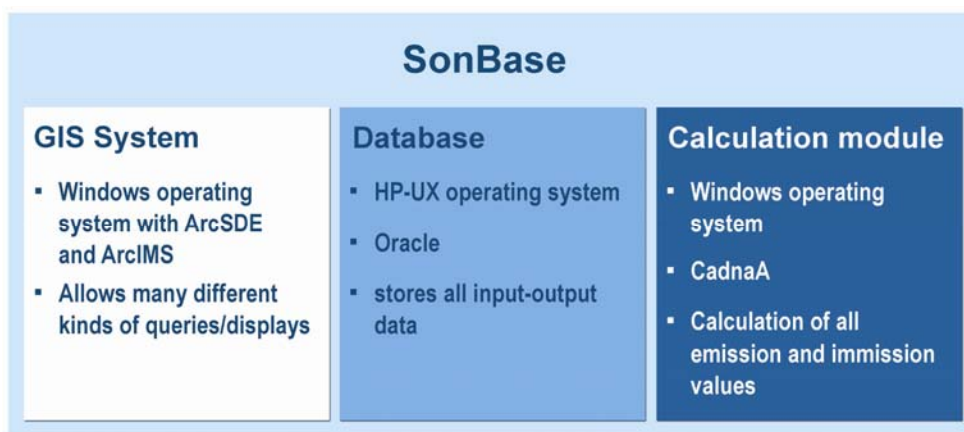 SonBase
GIS System
▪ Windows operating
system with ArcSDE
and ArcIMS
▪ Allows many different
kinds of queries/displays
Database
▪ HP-UX operating system
▪ Oracle
▪ stores all input-output
data
Calculation module
▪ Windows operating
system
▪ CadnaA
▪ Calculation of all
emission and immission
values